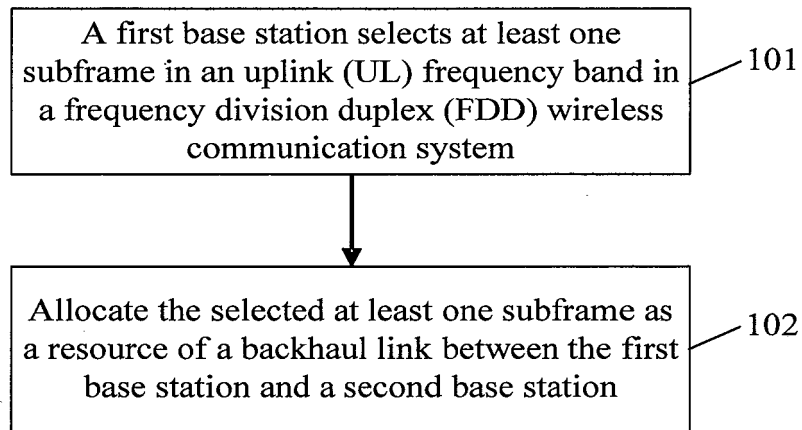 A first base station selects at least one
subframe in an uplink (UL) frequency band in
a frequency division duplex (FDD) wireless
communication system
101
Allocate the selected at least one subframe as
a resource of a backhaul link between the first
base station and a second base station
102